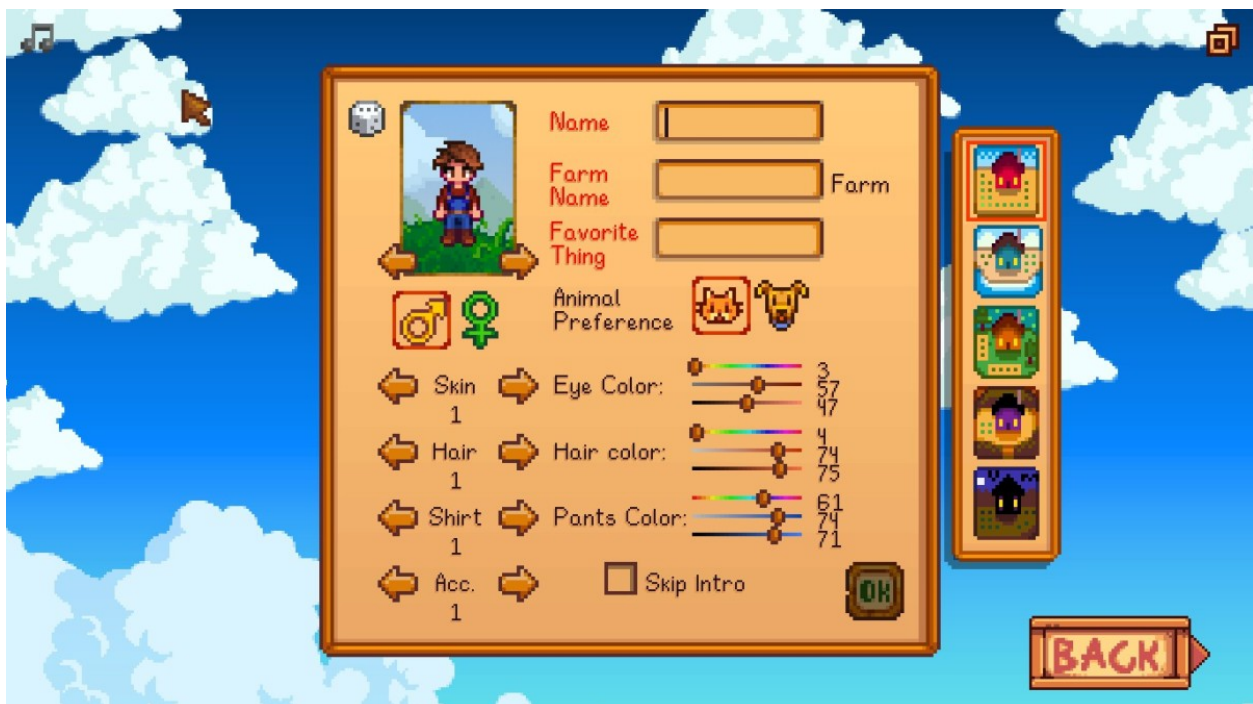 Name
Farm
Name
Farm
Favorite
Thing
Animal
Preference
Skin
1
Eye Color:
3
57
47
Hair
1
Hair color:
4
74
75
Shirt
1
Pants Color:
61
74
71
Acc.
1
Skip Intro
OK
BACK